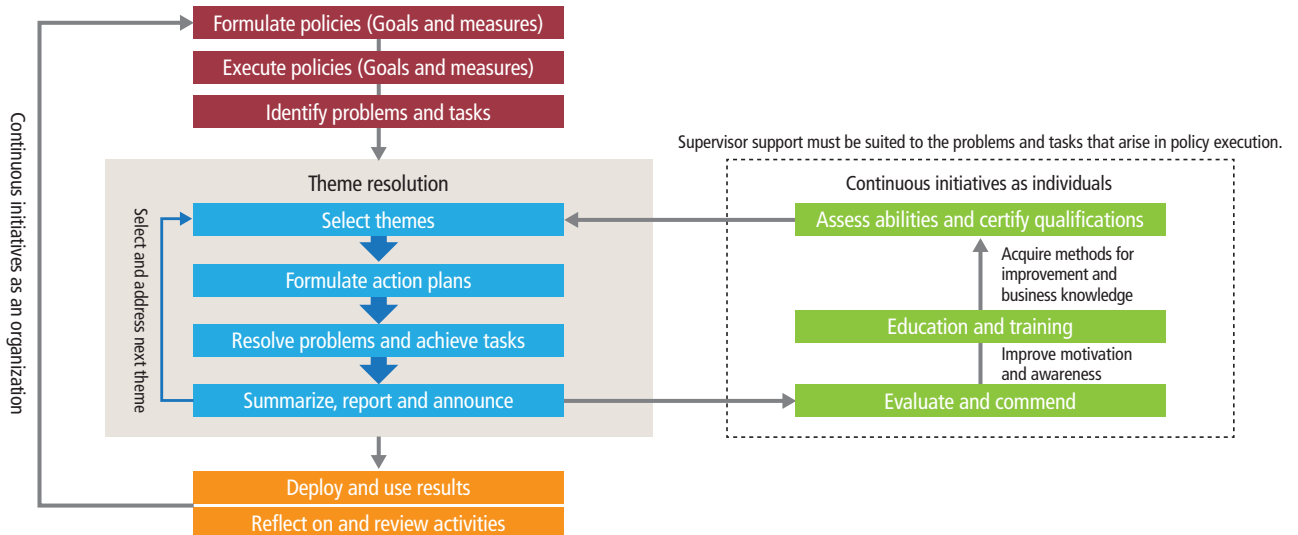 Formulate policies (Goals and measures)
Execute policies (Goals and measures)
Identify problems and tasks
Continuous initiatives as an organization
Theme resolution
Select themes
Formulate action plans
Resolve problems and achieve tasks
Summarize, report and announce
Select and address next theme
Supervisor support must be suited to the problems and tasks that arise in policy execution.
Continuous initiatives as individuals
Assess abilities and certify qualifications
Acquire methods for
improvement and
business knowledge
Education and training
Improve motivation
and awareness
Evaluate and commend
Deploy and use results
Reflect on and review activities